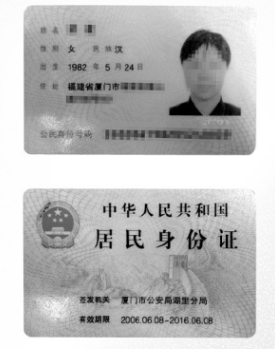 姓名
性别 女 民族 汉
出生 1982 年 5 月 24 日
住址 福建省厦门市
公民身份号码
中华人民共和国
居民身份证
签发机关 厦门市公安局湖里分局
有效期限 2006.06.08-2016.06.08